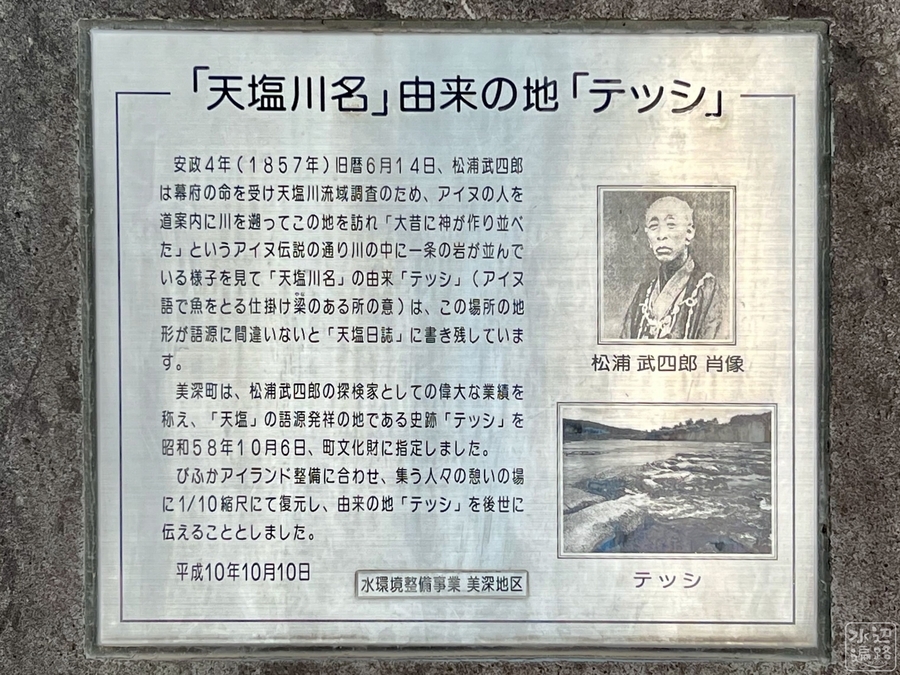 「天塩川名」由来の地「テッシ」
安政4年(1857年)旧暦6月14日、松浦武四郎
は幕府の命を受け天塩川流域調査のため、アイヌの人を
道案内に川を遡ってこの地を訪れ「大昔に神が作り並べ
た」というアイヌ伝説の通り川の中に一条の岩が並んで
いる様子を見て「天塩川名」の由来「テッシ」(アイヌ
語で魚をとる仕掛け梁のある所の意)は、この場所の地
形が語源に間違いないと「天塩日誌」に書き残していま
す。
美深町は、松浦武四郎の探検家としての偉大な業績を
称え、「天塩」の語源発祥の地である史跡「テッシ」を
昭和58年10月6日、町文化財に指定しました。
びふかアイランド整備に合わせ、集う人々の憩いの場
に1/10縮尺にて復元し、由来の地「テッシ」を後世に
伝えることとしました。
平成10年10月10日
水環境整備事業 美深地区
松浦 武四郎 肖像
テッシ
水辺
遍路